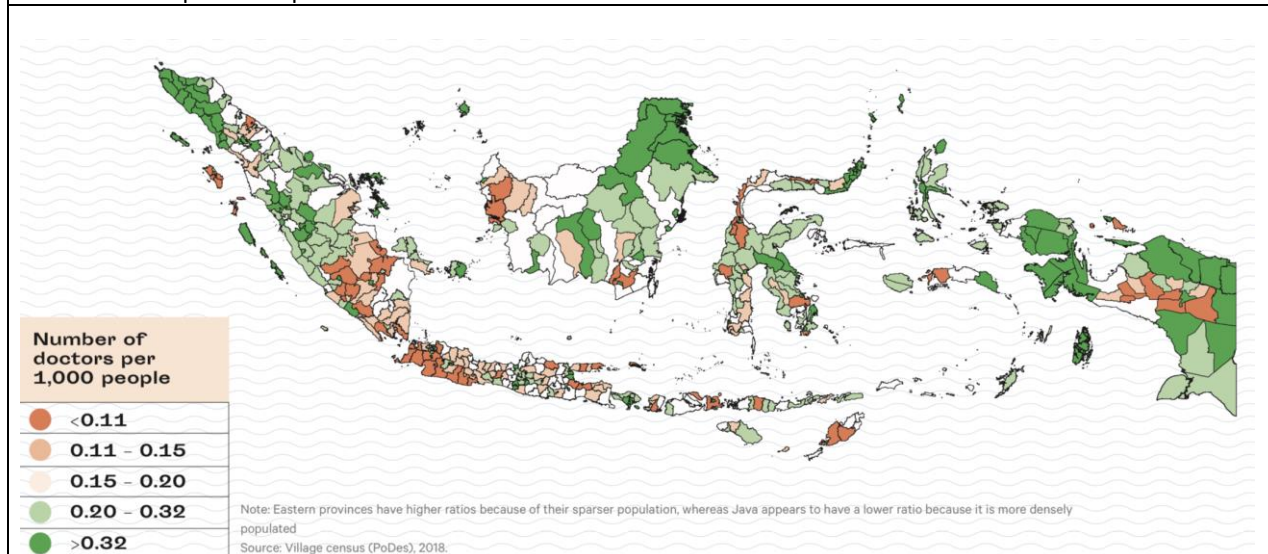 Number of
doctors per
1,000 people
<0.11
0.11 – 0.15
0.15 – 0.20
0.20 – 0.32
>0.32
Note: Eastern provinces have higher ratios because of their sparser population, whereas Java appears to have a lower ratio because it is more densely
populated
Source: Village census (PoDes), 2018.